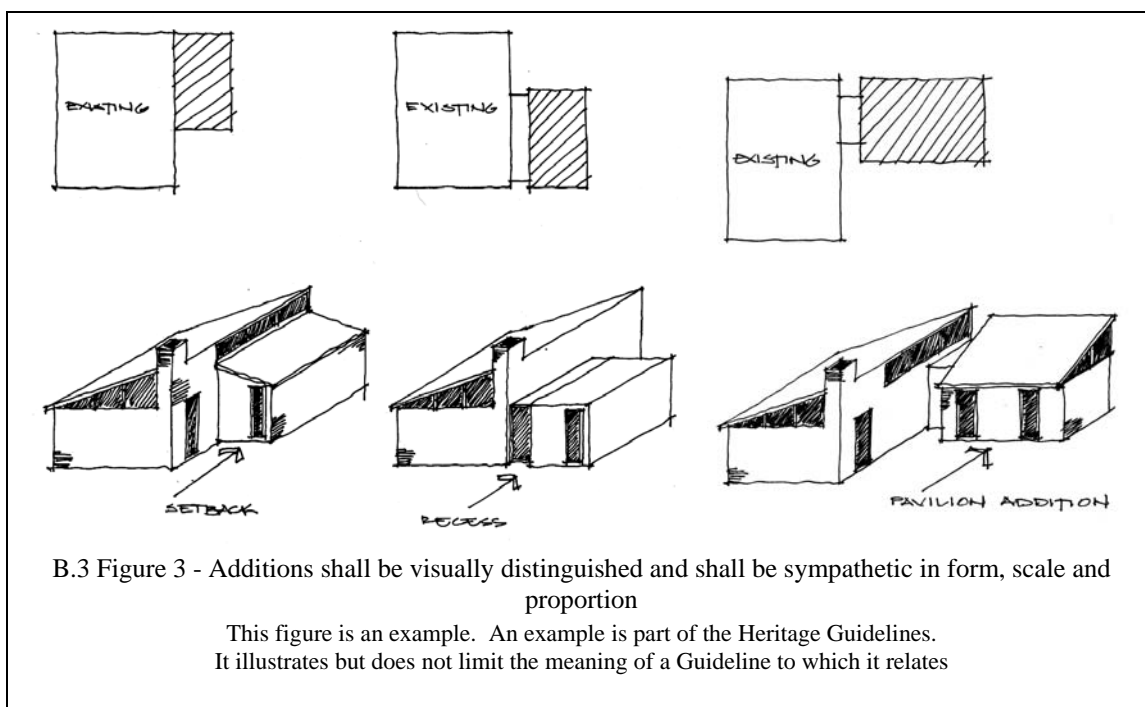 EXISTING
EXISTING
EXISTING
SETBACK
RECESS
PAVILION ADDITION
B.3 Figure 3 - Additions shall be visually distinguished and shall be sympathetic in form, scale and
proportion
This figure is an example.  An example is part of the Heritage Guidelines.
It illustrates but does not limit the meaning of a Guideline to which it relates